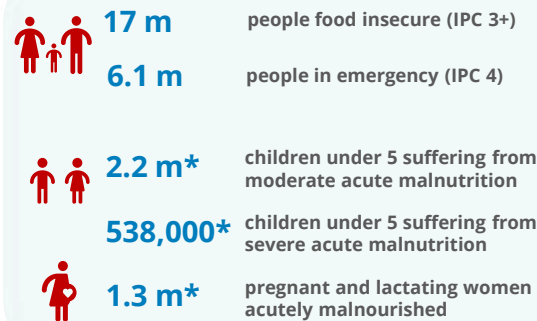 17 m people food insecure (IPC 3+)
6.1 m people in emergency (IPC 4)
2.2 m* children under 5 suffering from
moderate acute malnutrition
538,000* children under 5 suffering from
severe acute malnutrition
1.3 m* pregnant and lactating women
acutely malnourished